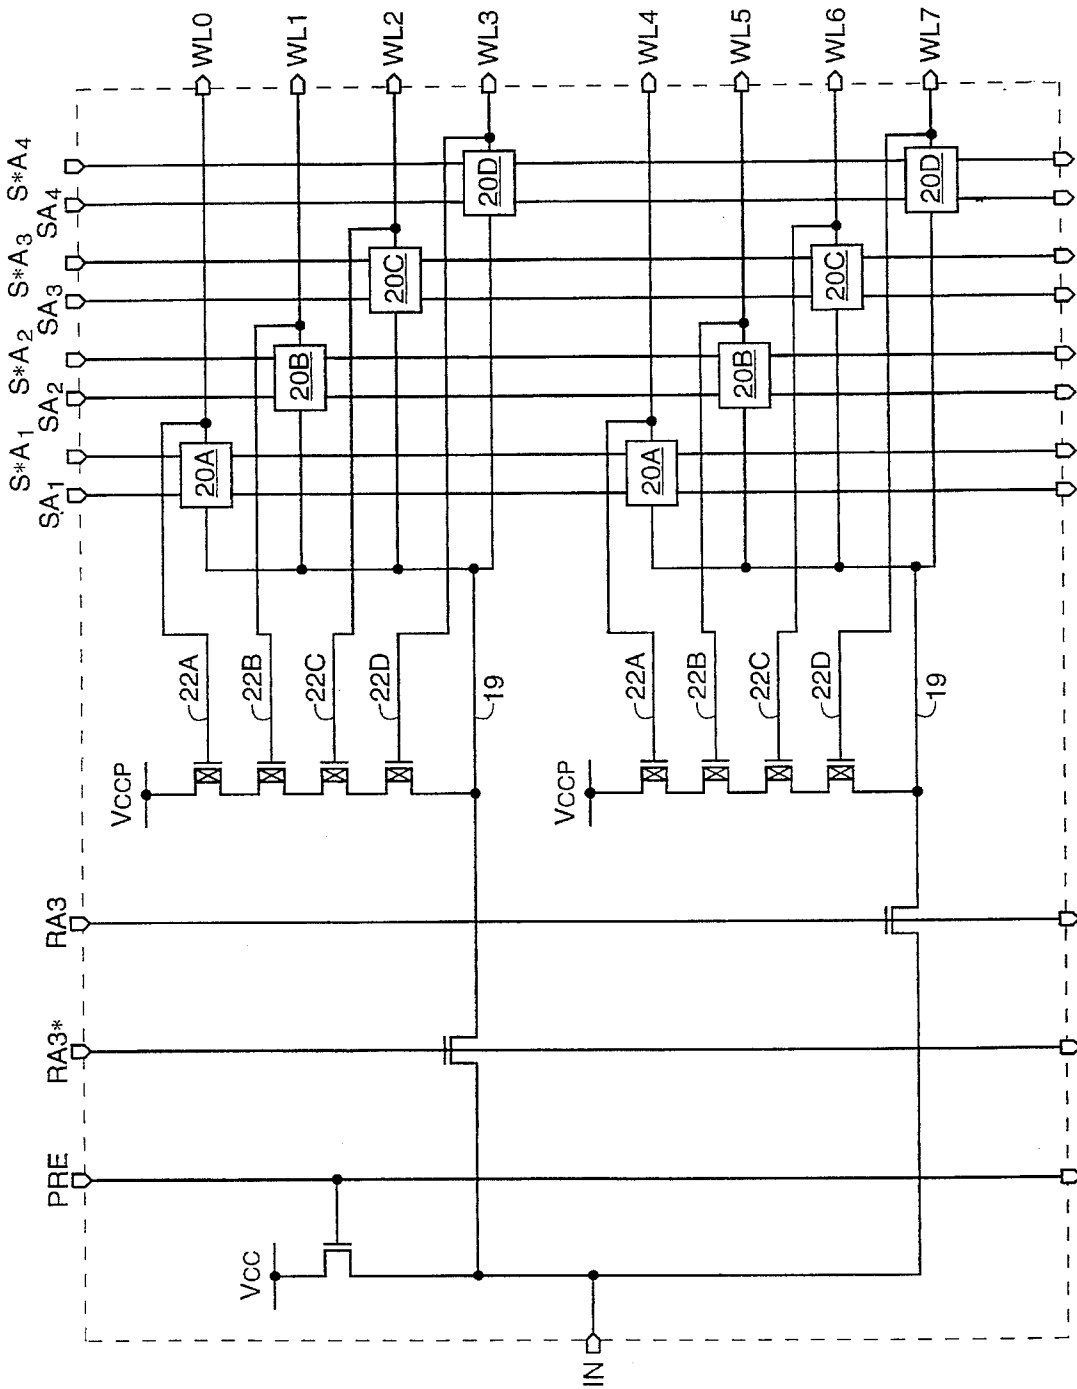 WL0
WL1
WL2
WL3
WL4
WL5
WL6
WL7
S*A4
SA4
S*A3
SA3
S*A2
SA2
S*A1
SA1
20A
20B
20C
20D
20A
20B
20C
20D
22A
22B
22C
22D
19
22A
22B
22C
22D
19
VCCP
VCCP
RA3
RA3*
PRE
VCC
IN